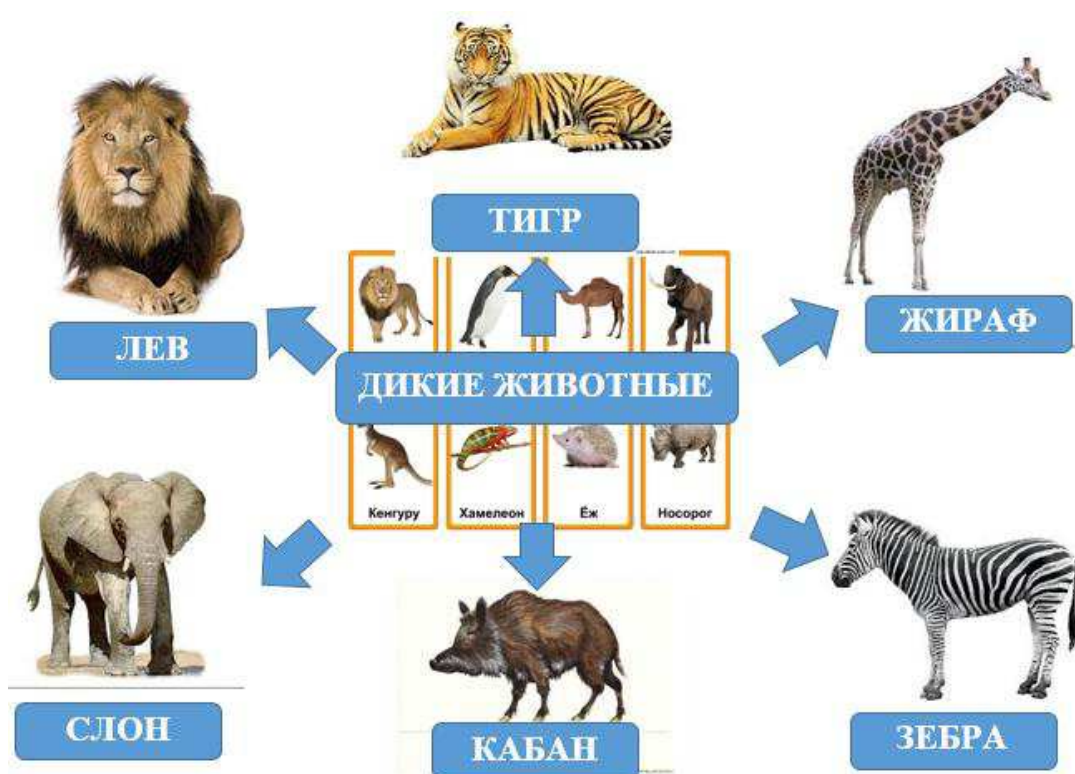 ТИГР
ЛЕВ
ЖИРАФ
ДИКИЕ ЖИВОТНЫЕ
Кенгуру
Хамелеон
Ёж
Носорог
СЛОН
КАБАН
ЗЕБРА